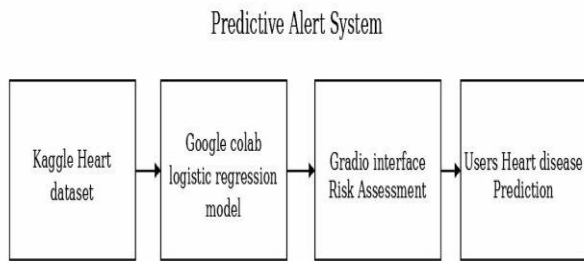 Predictive Alert System
Kaggle Heart
dataset
Google colab
logistic regression
model
Gradio interface
Risk Assessment
Users Heart disease
Prediction